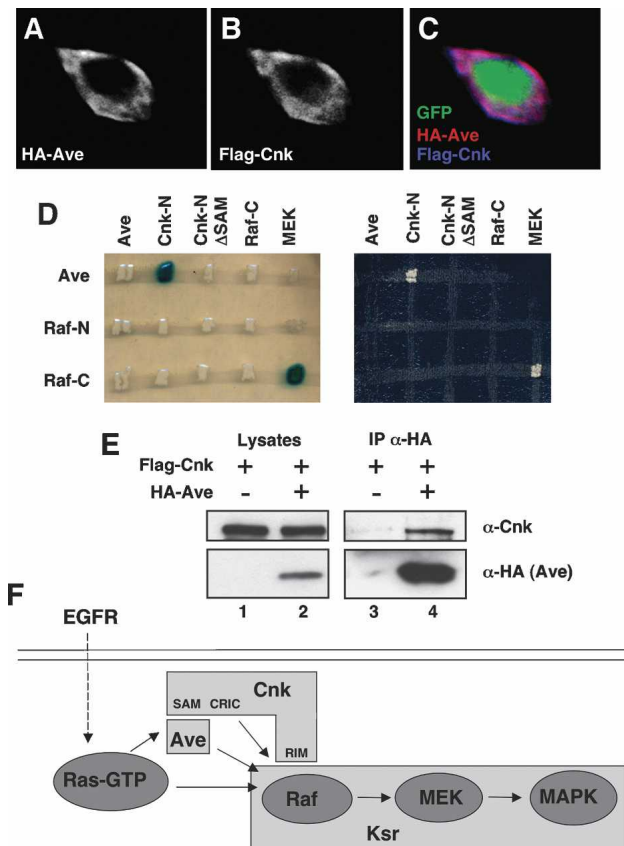 A
HA-Ave
B
Flag-Cnk
C
GFP
HA-Ave
Flag-Cnk
D
Ave
Cnk-N
Cnk-N
ΔSAM
Raf-C
MEK
Ave
Cnk-N
Cnk-N
ΔSAM
Raf-C
MEK
Ave
Raf-N
Raf-C
E
Lysates IP α-HA
Flag-Cnk + + + +
HA-Ave - + - +
α-Cnk
α-HA (Ave)
1 2 3 4
F
EGFR
Cnk
SAM CRIC
Ave
RIM
Ras-GTP
Raf MEK MAPK
Ksr